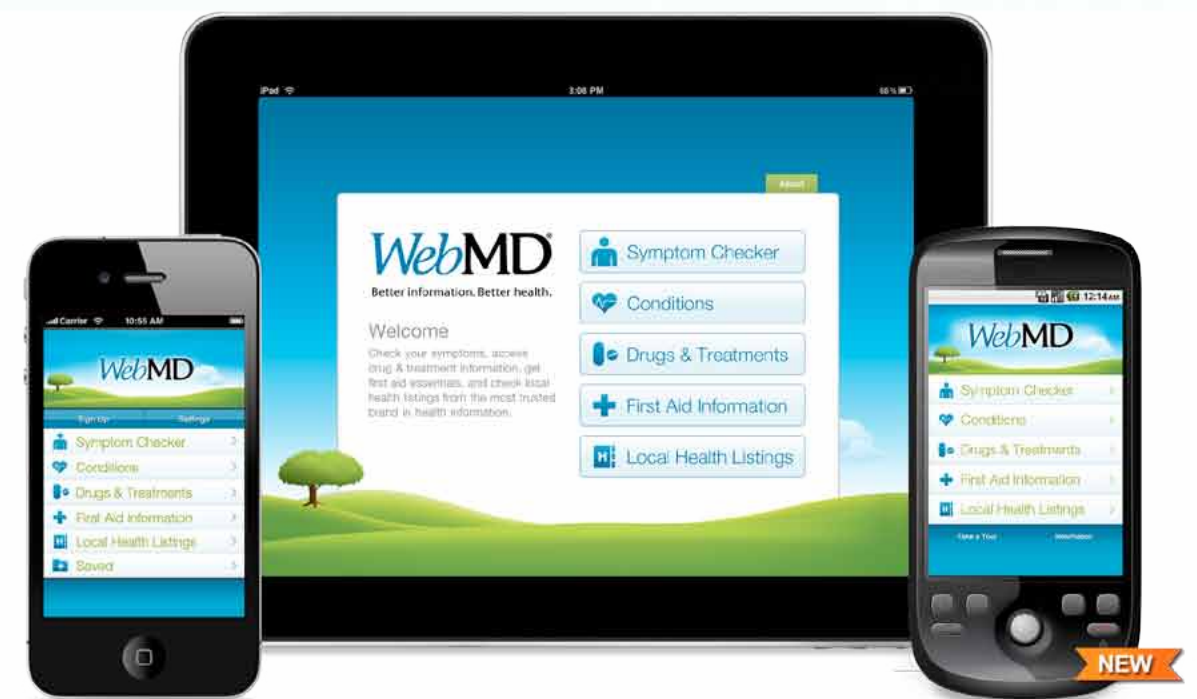 iPad
3:08 PM
66%
About
WebMD®
Better information. Better health.
Welcome
Check your symptoms, access
drug & treatment information, get
first aid essentials, and check local
health listings from the most trusted
brand in health information.
Symptom Checker
Conditions
Drugs & Treatments
First Aid Information
Local Health Listings
Carrier
10:55 AM
WebMD
Sign Up
Settings
Symptom Checker
Conditions
Drugs & Treatments
First Aid Information
Local Health Listings
Saved
12:14 AM
WebMD
Symptom Checker
Conditions
Drugs & Treatments
First Aid Information
Local Health Listings
Take a Tour
NEW